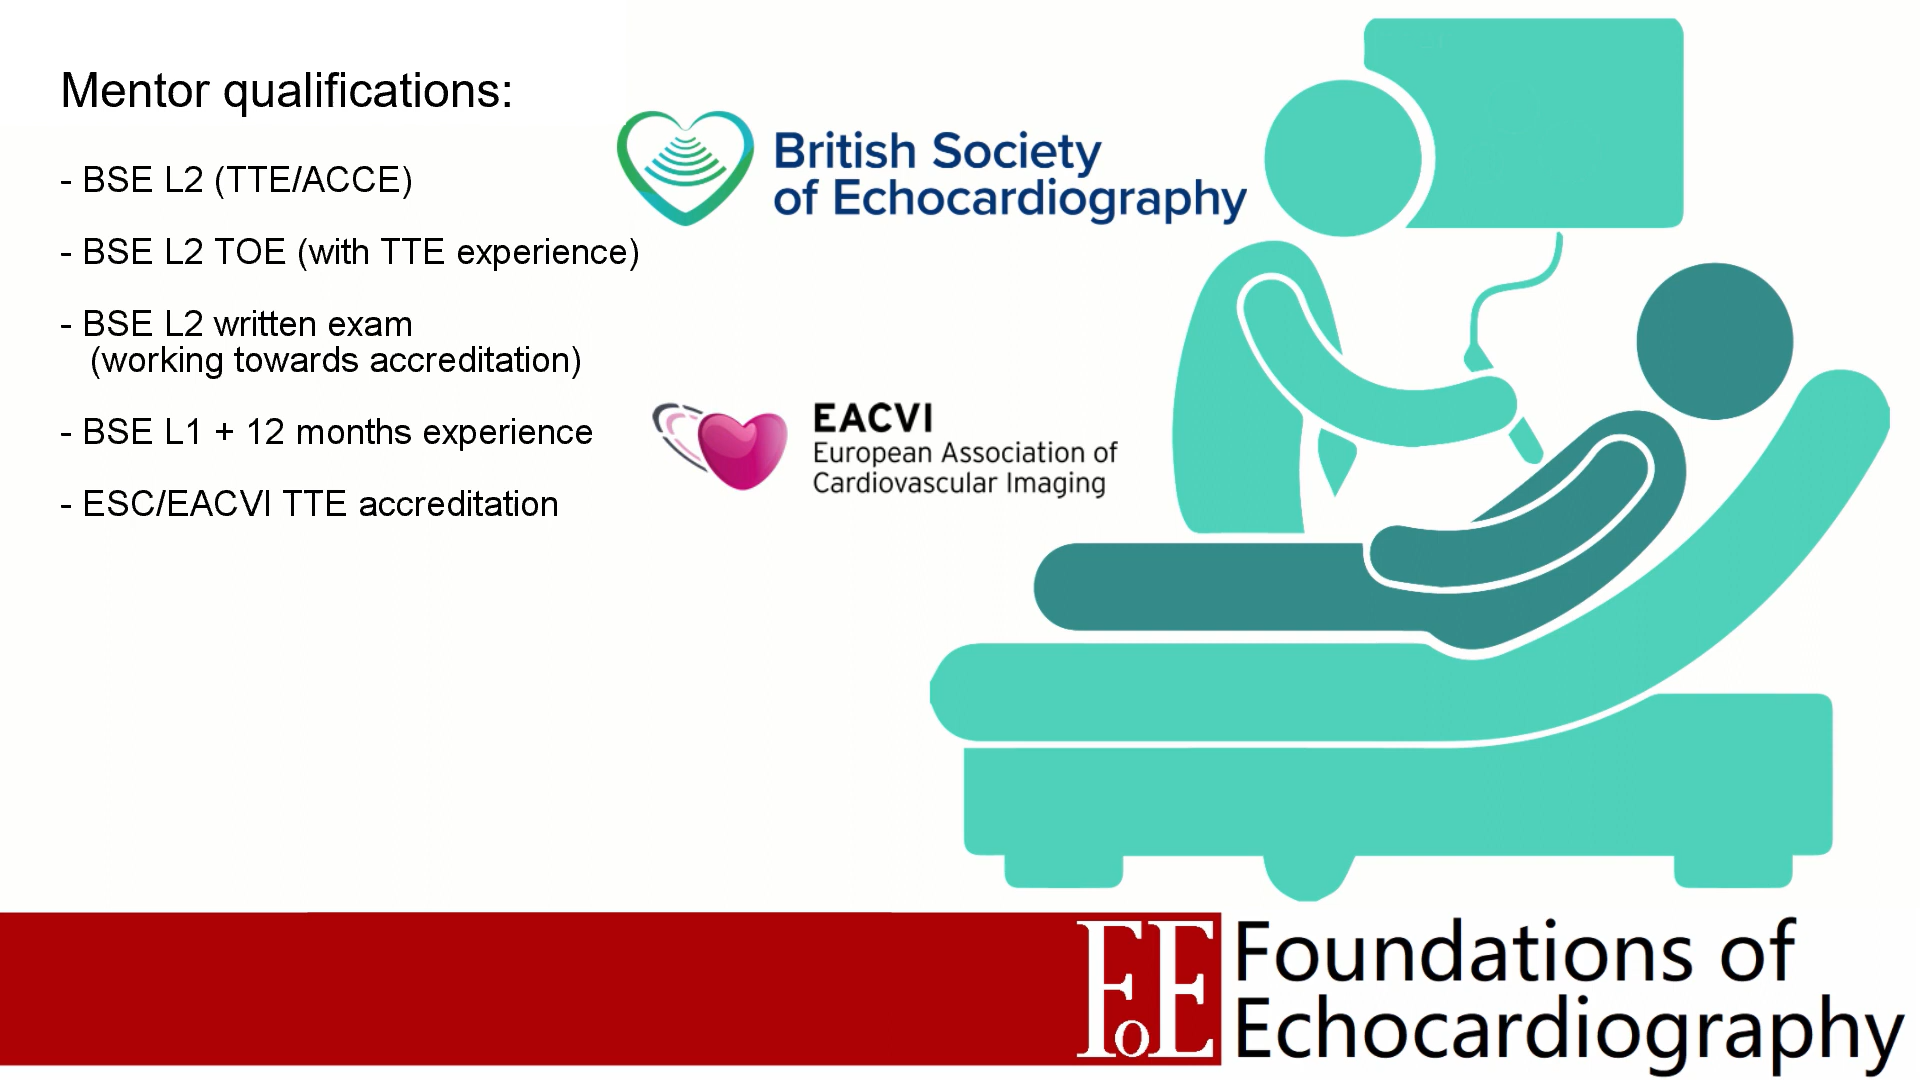 Mentor qualifications:
- BSE L2 (TTE/ACCE)
- BSE L2 TOE (with TTE experience)
- BSE L2 written exam
(working towards accreditation)
- BSE L1 + 12 months experience
- ESC/EACVI TTE accreditation
British Society
of Echocardiography
EACVI
European Association of
Cardiovascular Imaging
FoE
Foundations of
Echocardiography